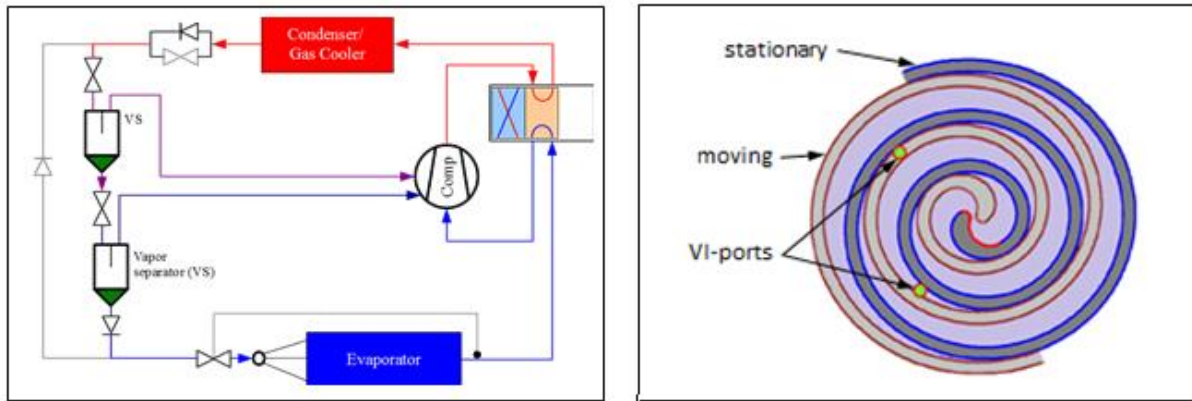 Condenser/
Gas Cooler
VS
Comp
Vapor
separator (VS)
Evaporator
stationary
moving
VI-ports